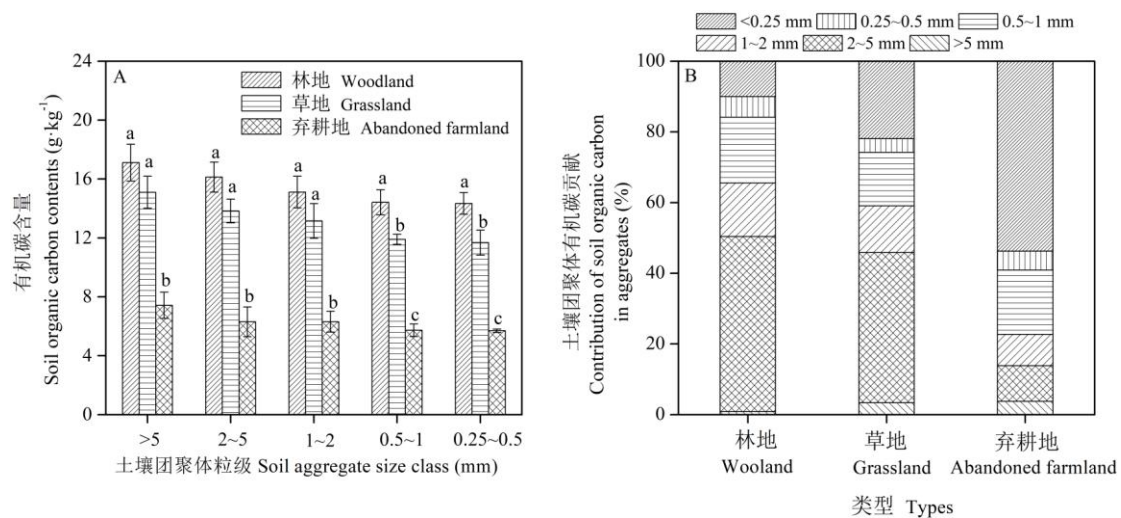 A
24
20
16
12
8
4
0
有机碳含量
Soil organic carbon contents (g·kg⁻¹)
林地 Woodland
草地 Grassland
弃耕地 Abandoned farmland
a a b
a a b
a a b
a b c
a b c
>5 2~5 1~2 0.5~1 0.25~0.5
土壤团聚体粒级 Soil aggregate size class (mm)
<0.25 mm 0.25~0.5 mm 0.5~1 mm
1~2 mm 2~5 mm >5 mm
B
100
80
60
40
20
0
土壤团聚体有机碳贡献
Contribution of soil organic carbon
in aggregates (%)
林地 草地 弃耕地
Wooland Grassland Abandoned farmland
类型 Types